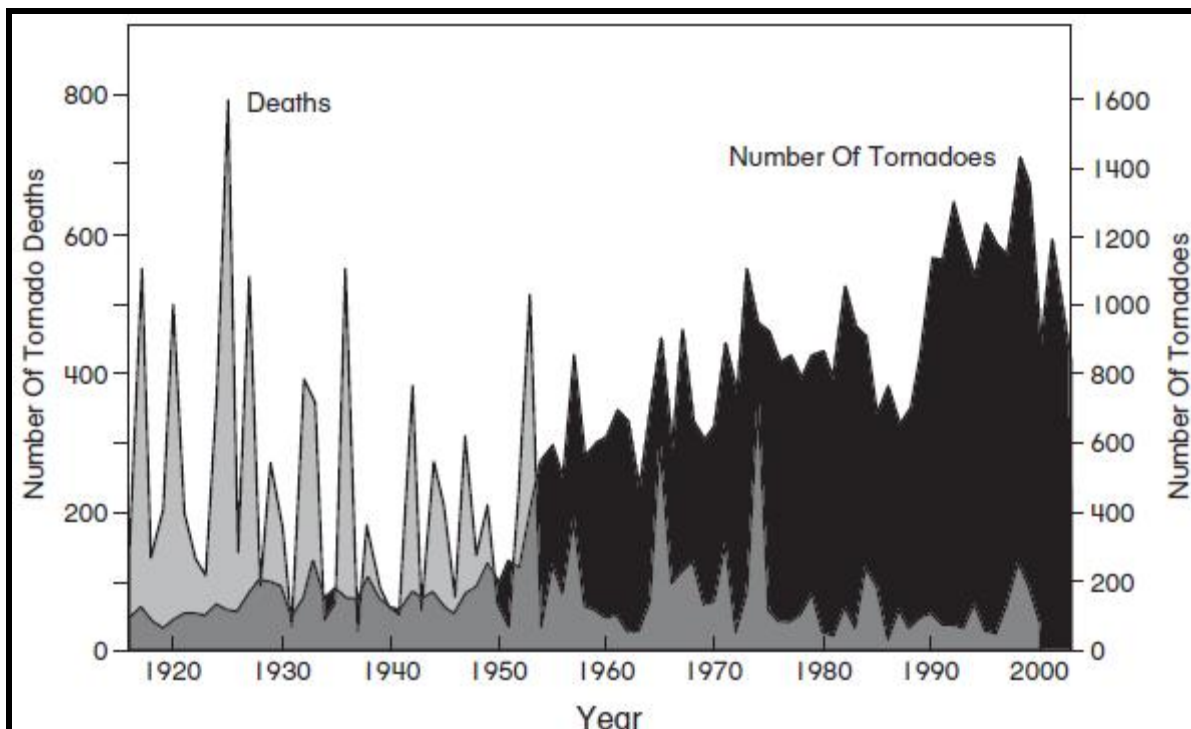 Deaths
Number Of Tornadoes
800
600
400
200
0
Number Of Tornado Deaths
1600
1400
1200
1000
800
600
400
200
0
Number Of Tornadoes
1920 1930 1940 1950 1960 1970 1980 1990 2000
Year